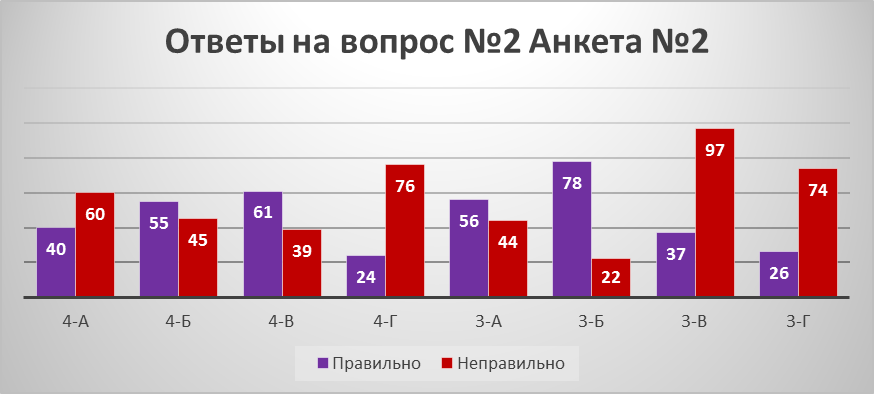 Ответы на вопрос №2 Анкета №2
40 60 55 45 61 39 24 76 56 44 78 22 37 97 26 74
4-А 4-Б 4-В 4-Г 3-А 3-Б 3-В 3-Г
Правильно Неправильно